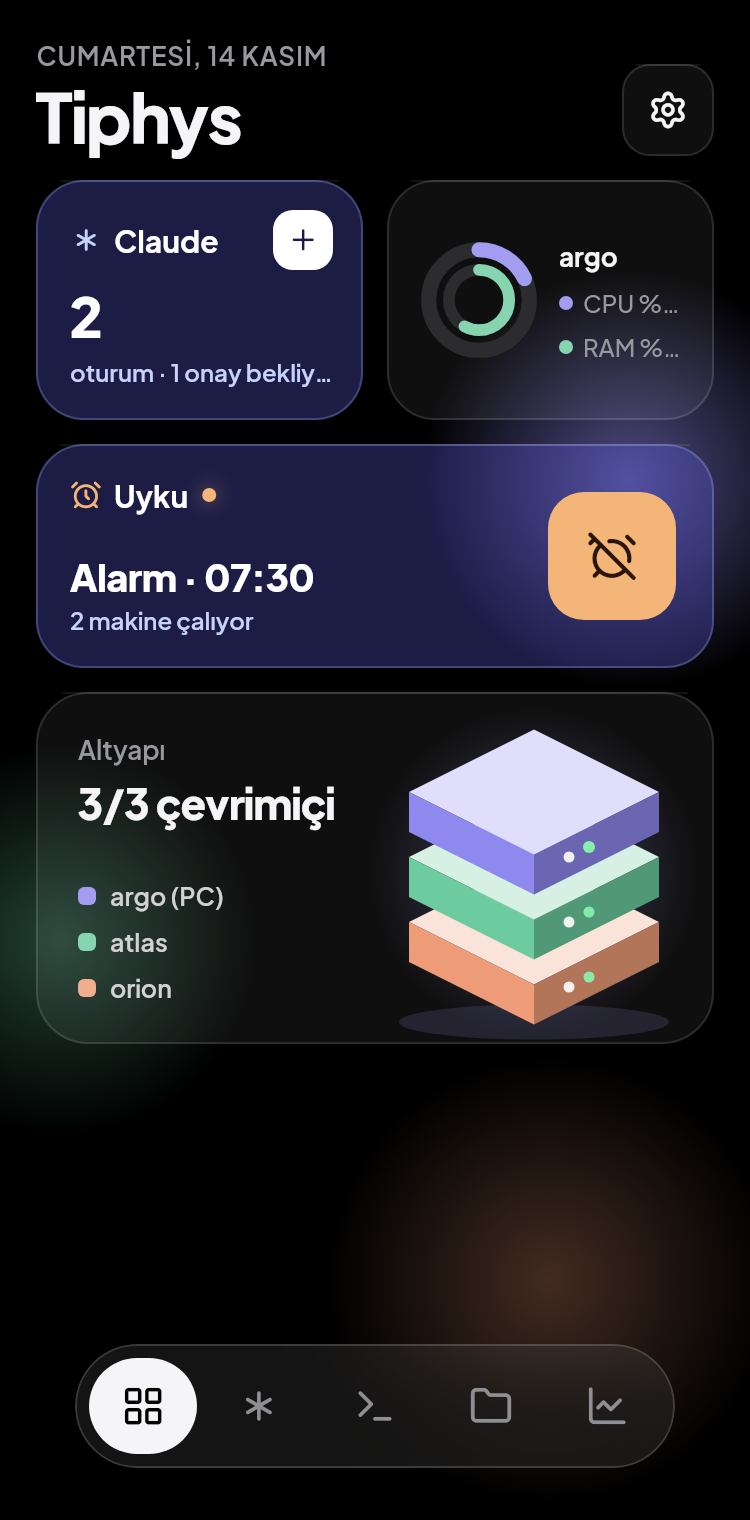 CUMARTESİ, 14 KASIM
Tiphys
Claude
2
oturum · 1 onay bekliy…
argo
CPU %…
RAM %…
Uyku
Alarm · 07:30
2 makine çalıyor
Altyapı
3/3 çevrimiçi
argo (PC)
atlas
orion